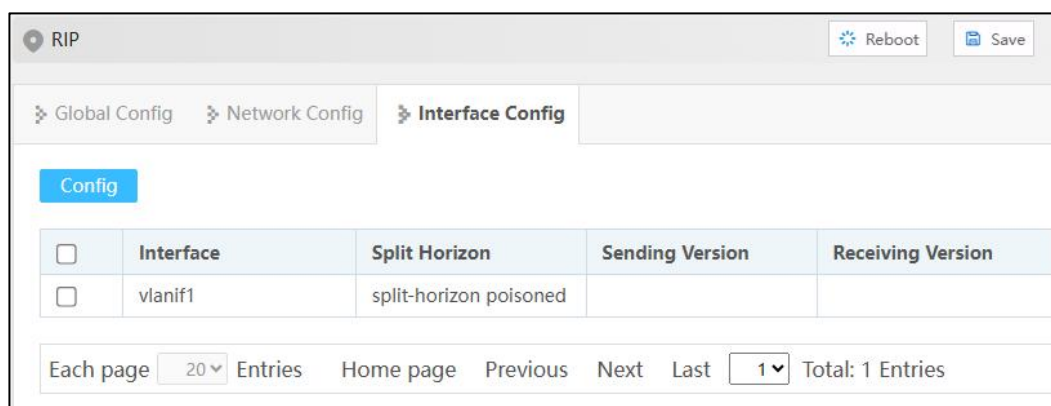 RIP Reboot Save
Global Config Network Config Interface Config
Config
Interface Split Horizon Sending Version Receiving Version
vlanif1 split-horizon poisoned
Each page 20 Entries Home page Previous Next Last 1 Total: 1 Entries